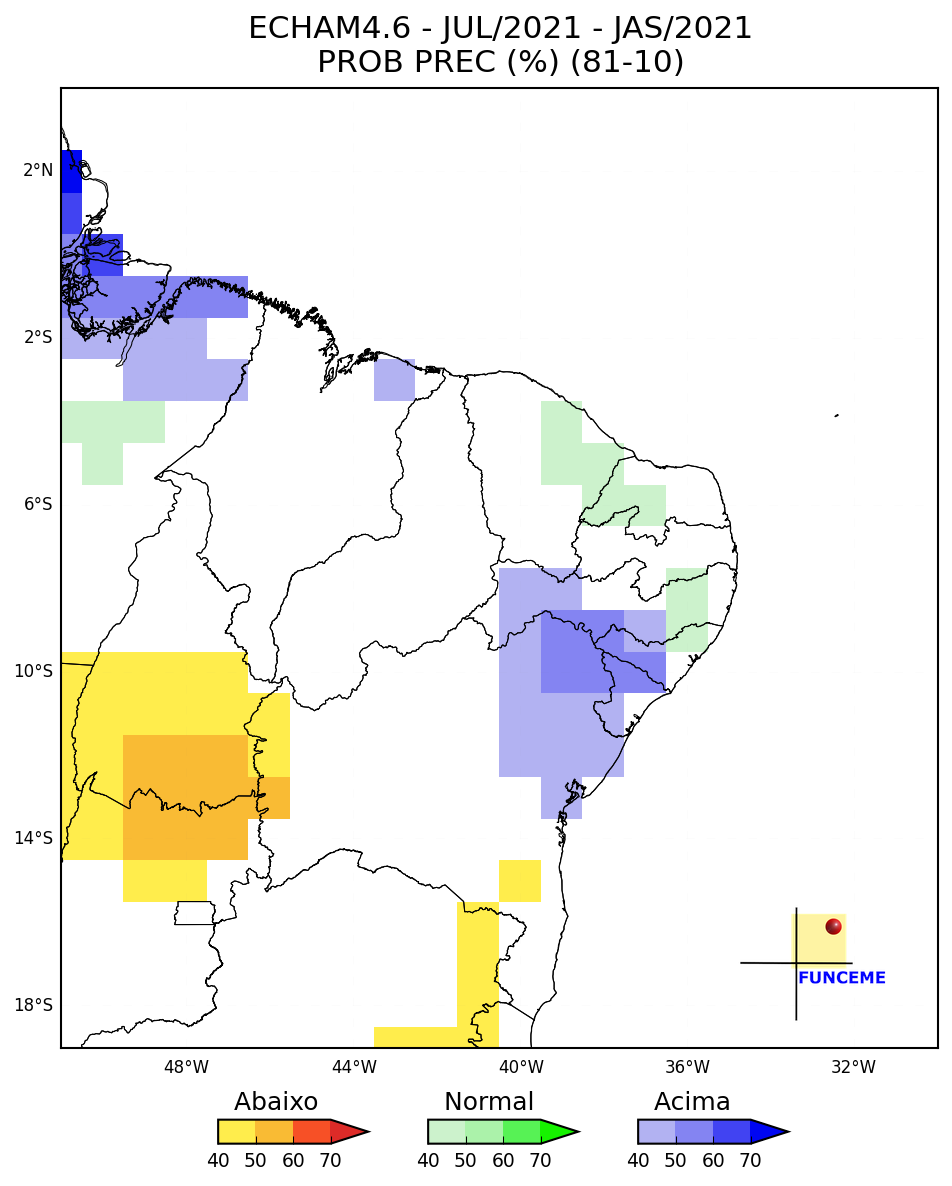 ECHAM4.6 - JUL/2021 - JAS/2021
PROB PREC (%) (81-10)
2°N
2°S
6°S
10°S
14°S
18°S
FUNCEME
48°W 44°W 40°W 36°W 32°W
Abaixo Normal Acima
40 50 60 70 40 50 60 70 40 50 60 70